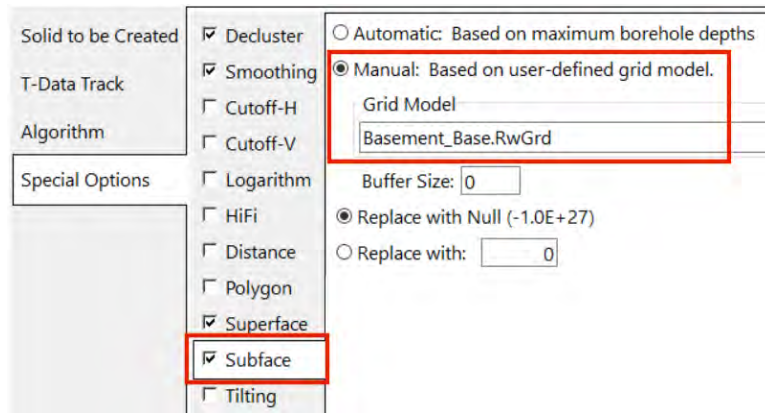 Solid to be Created
T-Data Track
Algorithm
Special Options
Decluster
Smoothing
Cutoff-H
Cutoff-V
Logarithm
HiFi
Distance
Polygon
Superface
Subface
Tilting
Automatic: Based on maximum borehole depths
Manual: Based on user-defined grid model.
Grid Model
Basement_Base.RwGrd
Buffer Size: 0
Replace with Null (-1.0E+27)
Replace with: 0